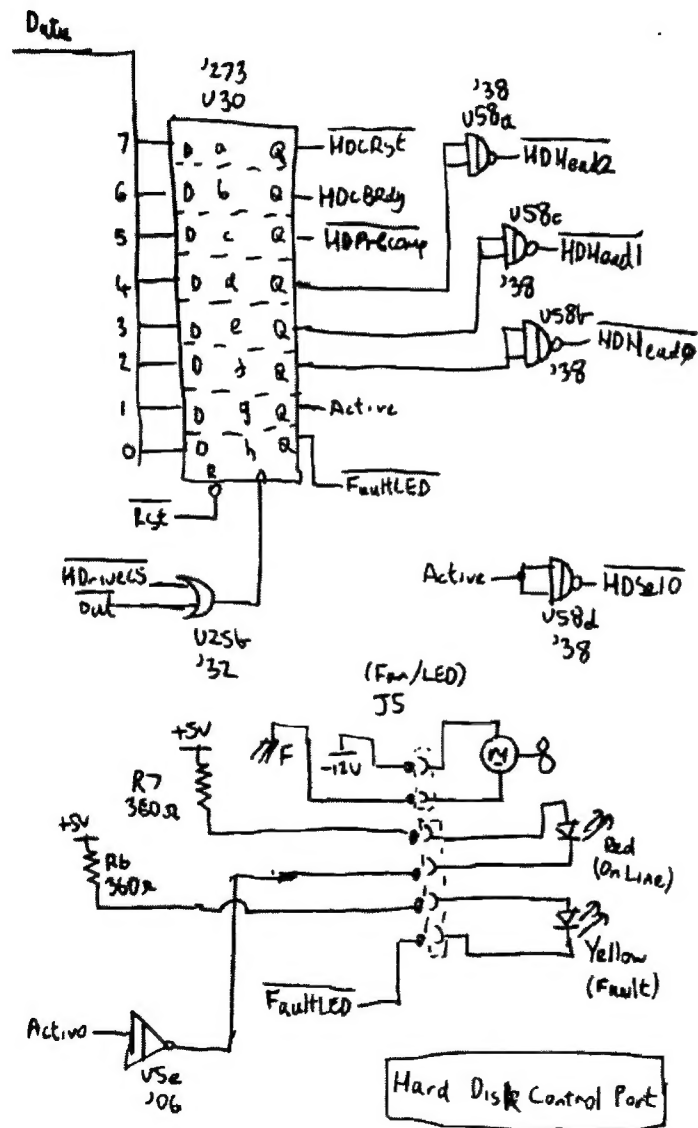 Data
'273
U30
'38
U58a
7 D a Q HDCRst
HDHead2
6 D b Q HDCBRdy
5 D c Q HDPreComp
U58c
HDHead1
'38
4 D d Q
3 D e Q
U58b
HDHead0
'38
2 D f Q
1 D g Q Active
0 D h Q
R
FaultLED
Rst
HDriveCS
Out
U25b
'32
Active
HDSel0
U58d
'38
(Fan/LED)
J5
+5V
F
-12V
M
R7
360Ω
+5V
R6
360Ω
Red
(On Line)
Yellow
(Fault)
FaultLED
Active
U5e
'06
Hard Disk Control Port